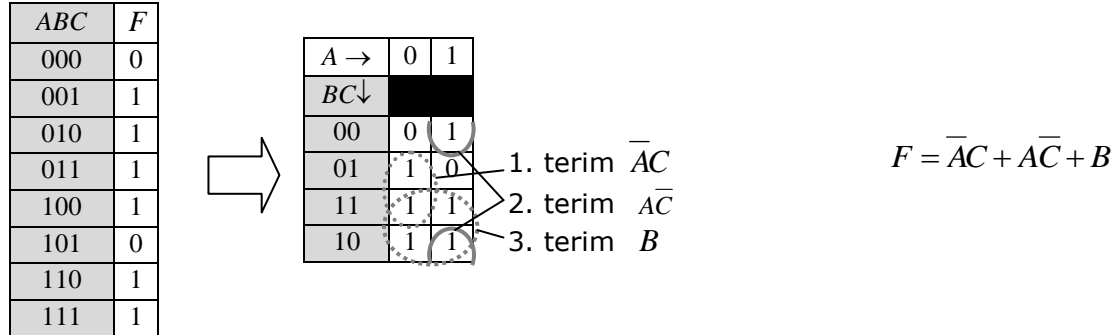 ABC F
000 0
001 1
010 1
011 1
100 1
101 0
110 1
111 1
A → 0 1
BC↓
00 0 1
01 1 0
11 1 1
10 1 1
1. terim A̅C
2. terim AC̅
3. terim B
F = A̅C + AC̅ + B